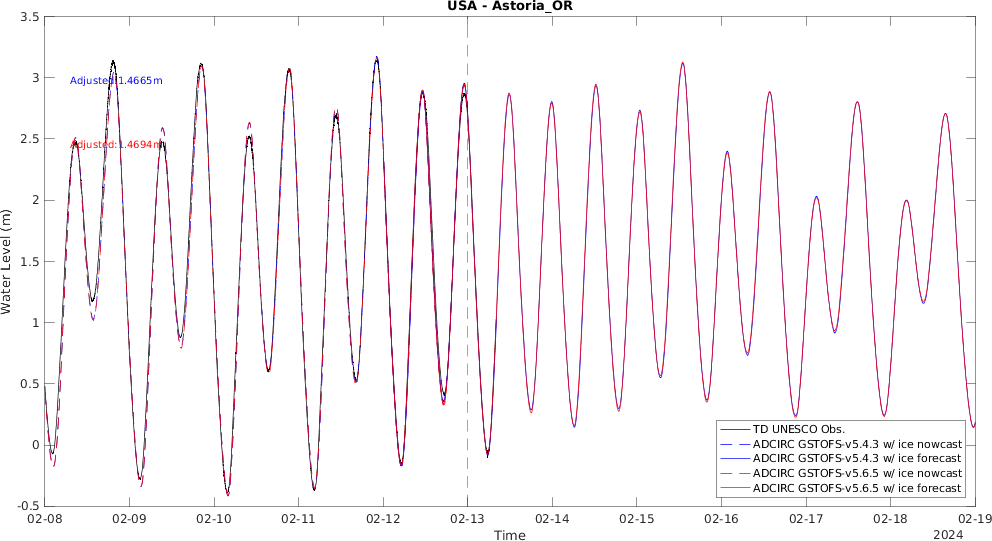 USA - Astoria_OR
3.5
3
2.5
2
1.5
1
0.5
0
-0.5
Water Level (m)
Adjusted:1.4665m
Adjusted:1.4694m
TD UNESCO Obs.
ADCIRC GSTOFS-v5.4.3 w/ ice nowcast
ADCIRC GSTOFS-v5.4.3 w/ ice forecast
ADCIRC GSTOFS-v5.6.5 w/ ice nowcast
ADCIRC GSTOFS-v5.6.5 w/ ice forecast
02-08 02-09 02-10 02-11 02-12 02-13 02-14 02-15 02-16 02-17 02-18 02-19
Time
2024